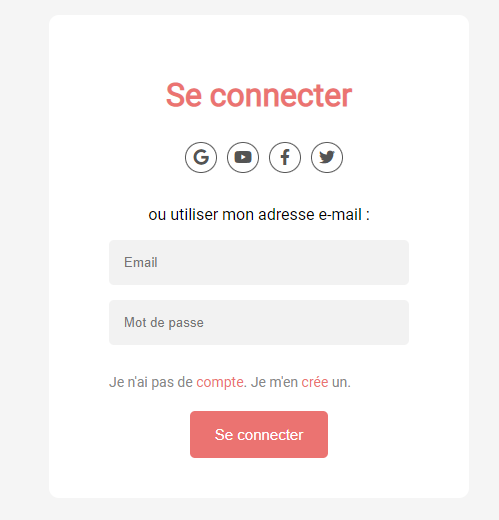 Se connecter
ou utiliser mon adresse e-mail :
Email
Mot de passe
Je n'ai pas de compte. Je m'en crée un.
Se connecter